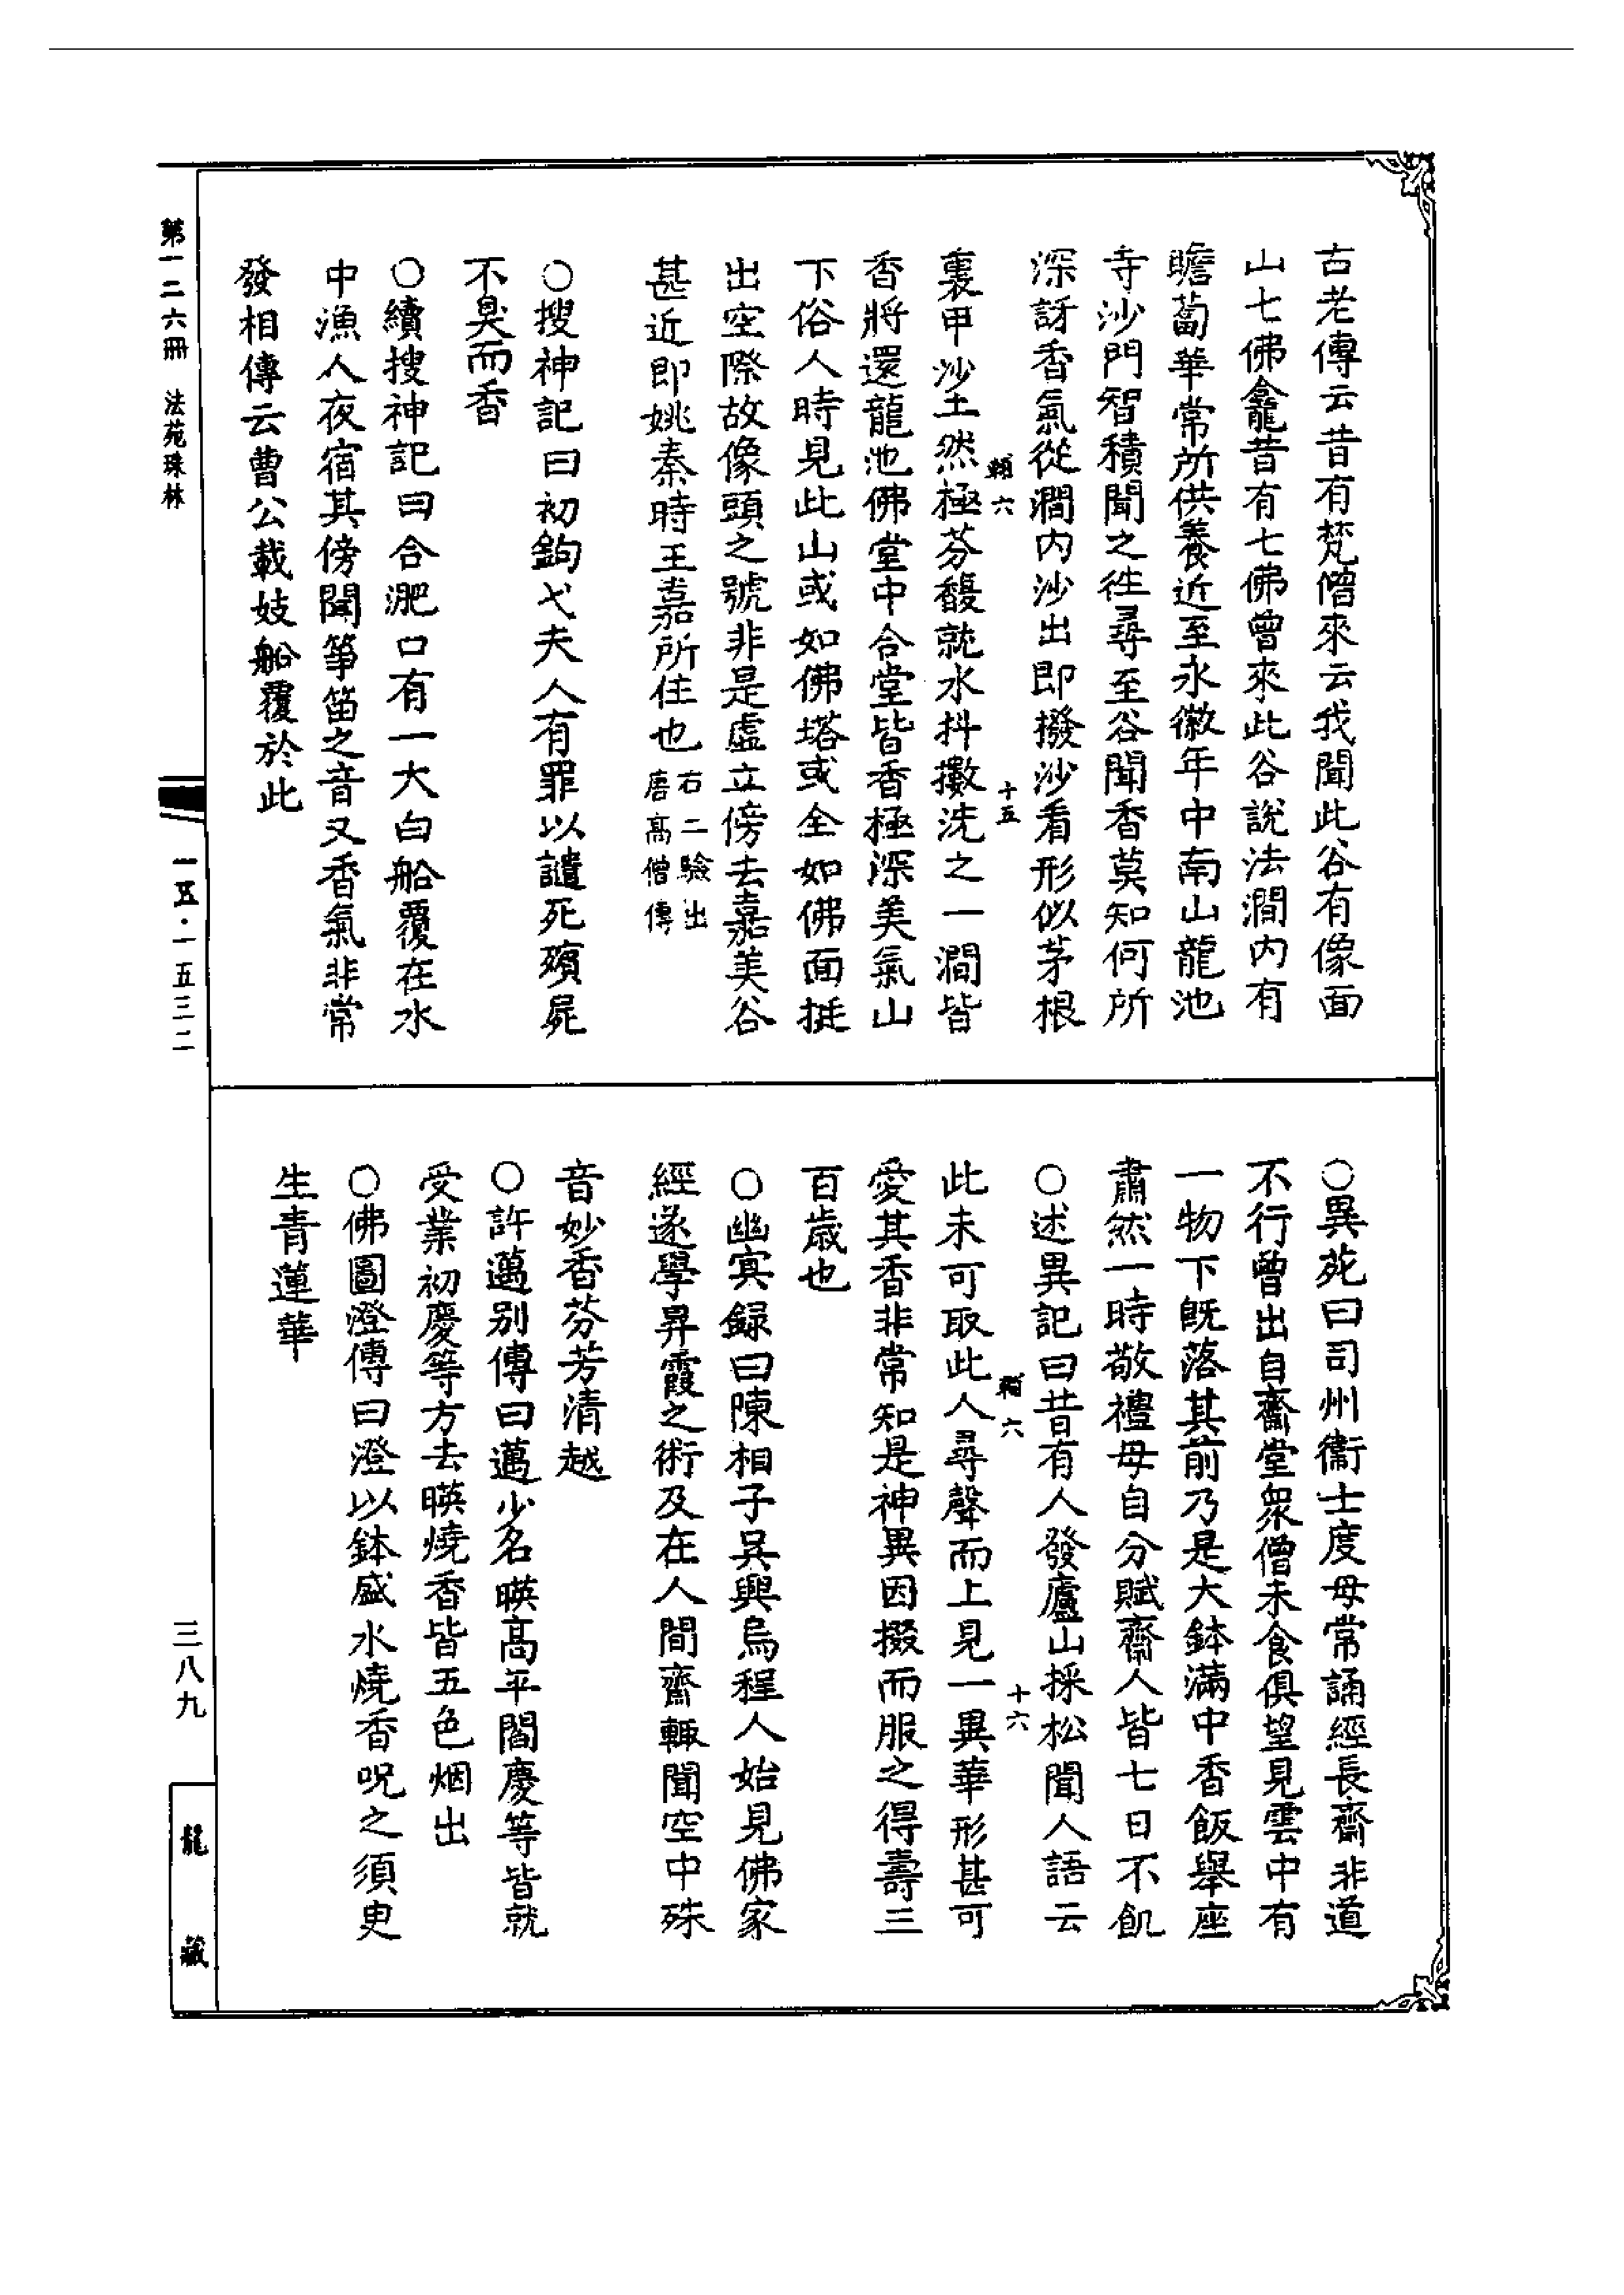 古老傳云昔有梵僧來云我聞此谷有像面
山七佛龕昔有七佛曾來此谷說法澗内有
瞻蔔華常所供養近至永徽年中南山龍池
寺沙門智積聞之徃尋至谷聞香莫知何所
深訝香氣從澗内沙出即撥沙看形似茅根
頼六 十五
裏甲沙土然極芬馥就水抖擻洗之一澗皆
香將還龍池佛堂中合堂皆香極深美氣山
下俗人時見此山或如佛塔或全如佛面挺
出空際故像頭之號非是虛立傍去嘉美谷
甚近即姚秦時王嘉所住也右二驗出
唐高僧傳
○搜神記曰初鉤弋夫人有罪以譴死殯屍
不臭而香
○續搜神記曰合淝口有一大白船覆在水
中漁人夜宿其傍聞箏笛之音又香氣非常
發相傳云曹公載妓船覆於此
○異苑曰司州衞士度母常誦經長齋非道
不行曾出自齋堂衆僧未食俱望見雲中有
一物下旣落其前乃是大鉢滿中香飯舉座
肅然一時敬禮母自分賦齋人皆七日不飢
○述異記曰昔有人發廬山採松聞人語云
頼六 十六
此未可取此人尋聲而上見一異華形甚可
愛其香非常知是神異因掇而服之得壽三
百歲也
○幽冥録曰陳相子吳興烏程人始見佛家
經遂學昇霞之術及在人間齋輒聞空中殊
音妙香芬芳清越
○許邁别傳曰邁少名暎高平閻慶等皆就
受業初慶等方去暎燒香皆五色烟出
○佛圖澄傳曰澄以鉢盛水燒香呪之須臾
生青蓮華
第一二六冊 法苑珠林
一五·一五三二
三八九
龍藏